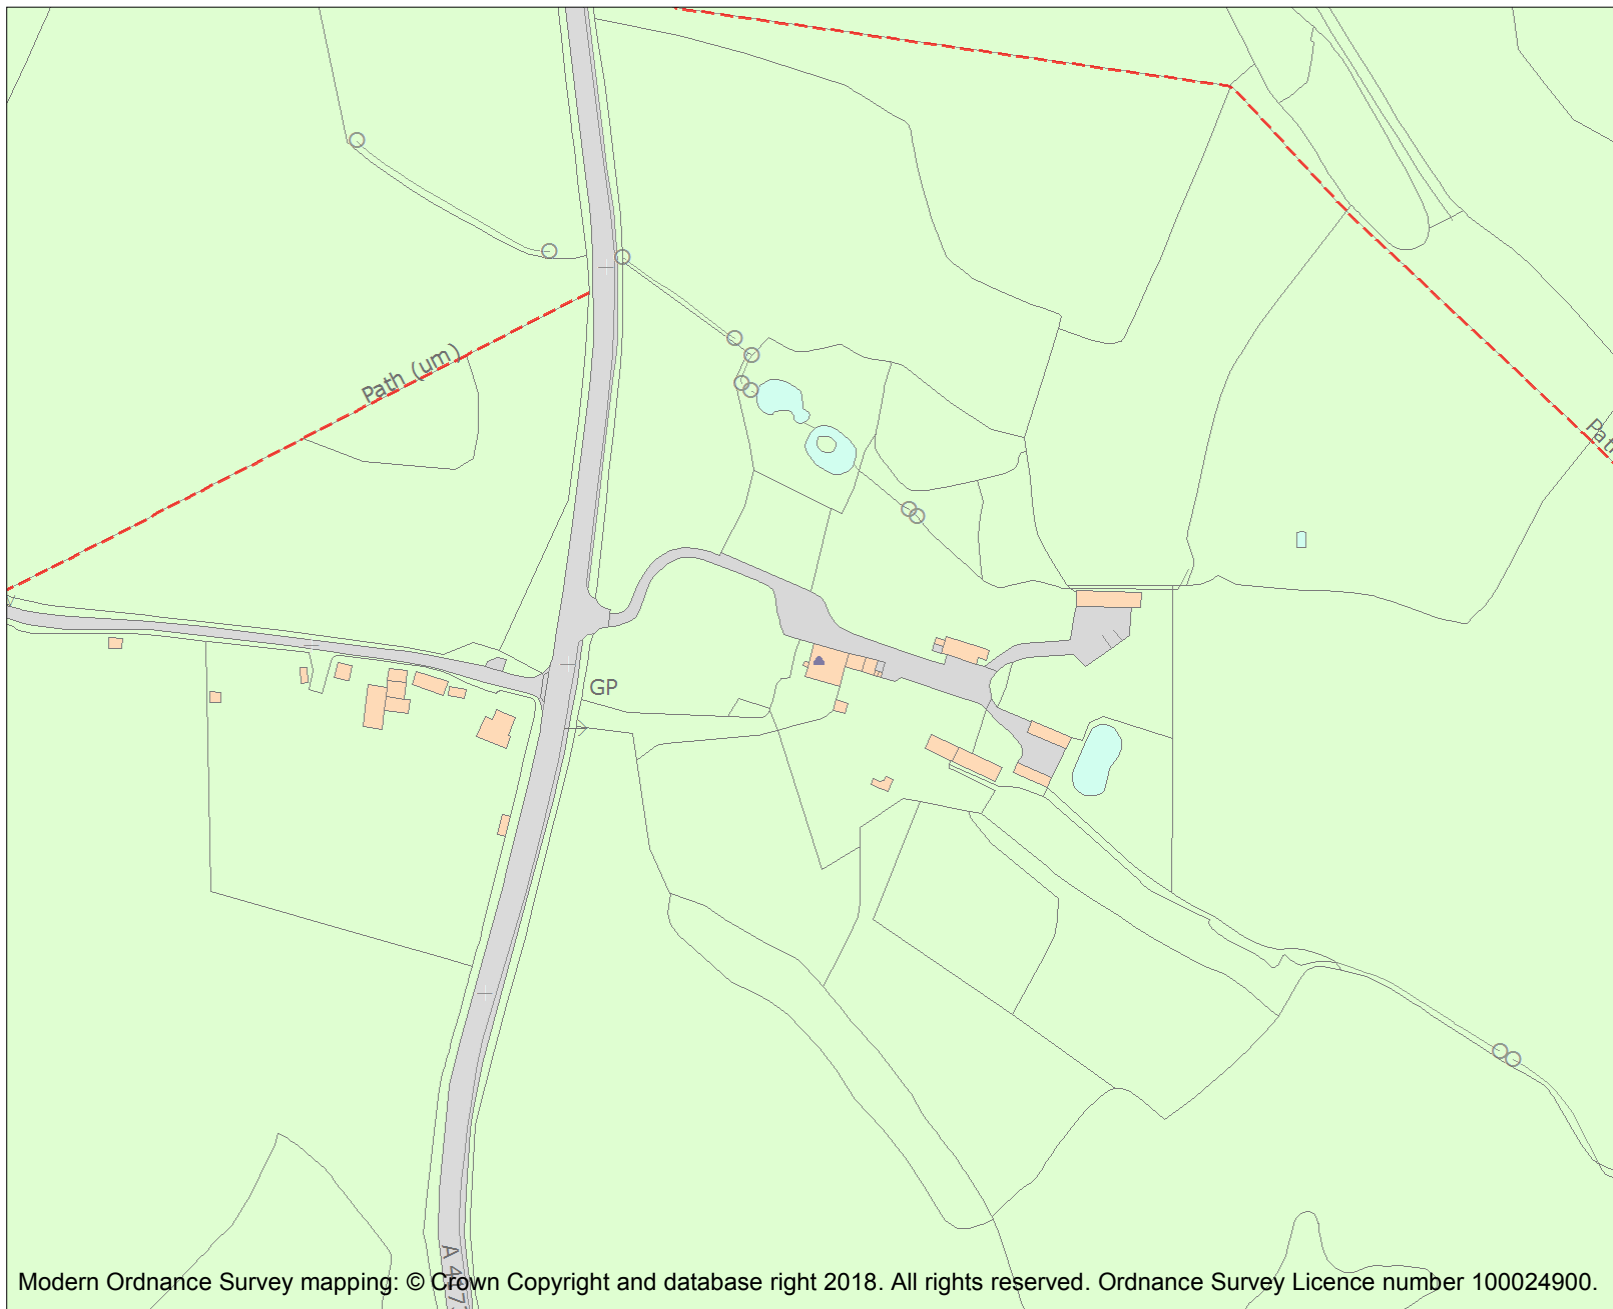 Path (um)
GP
Modern Ordnance Survey mapping: © Crown Copyright and database right 2018. All rights reserved. Ordnance Survey Licence number 100024900.